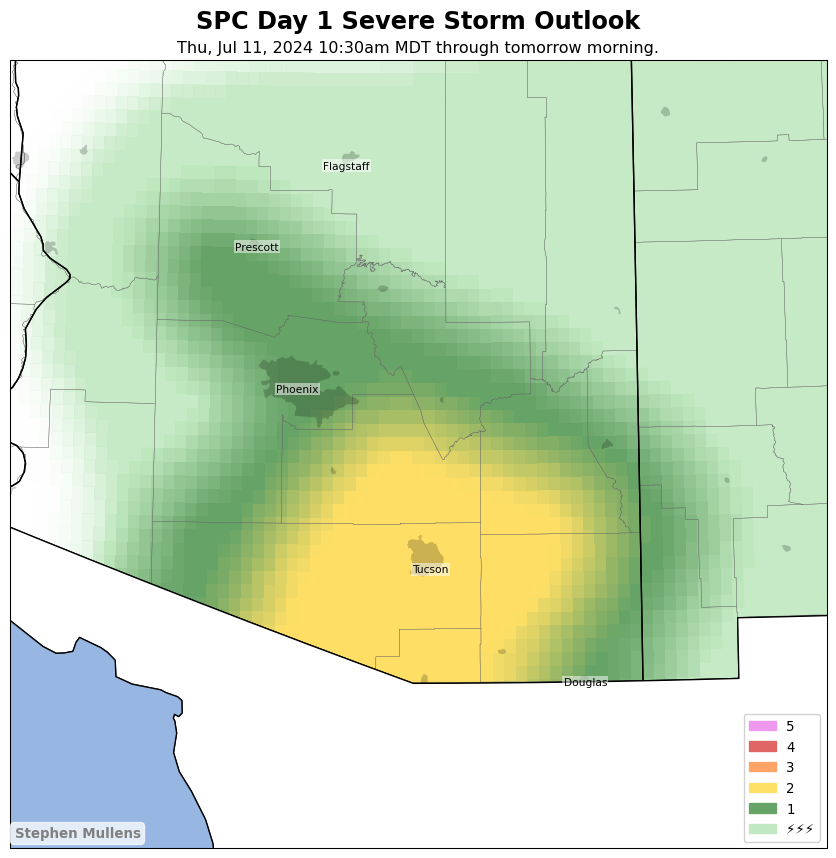 SPC Day 1 Severe Storm Outlook
Thu, Jul 11, 2024 10:30am MDT through tomorrow morning.
Flagstaff
Prescott
Phoenix
Tucson
Douglas
5
4
3
2
1
⚡⚡⚡
Stephen Mullens